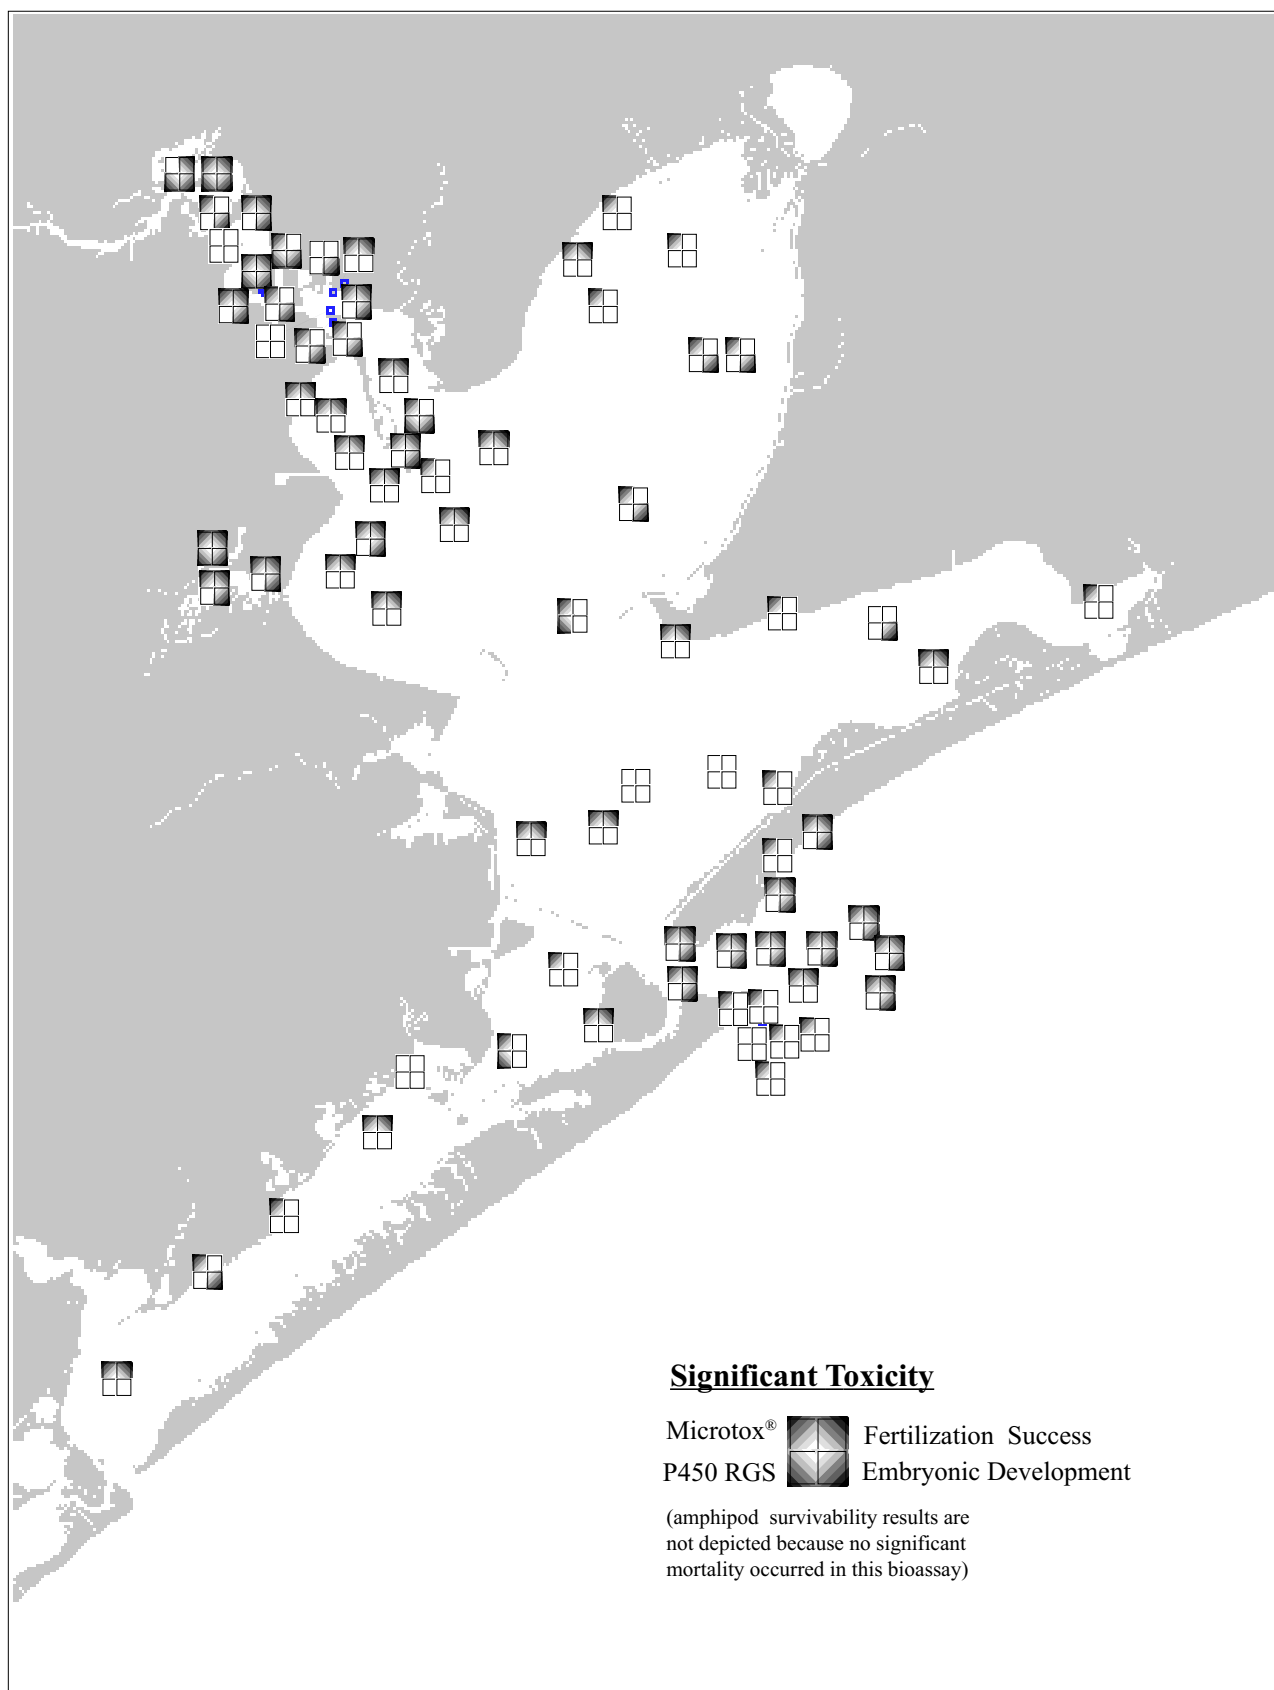 Significant Toxicity
Microtox® Fertilization Success
P450 RGS Embryonic Development
(amphipod survivability results are
not depicted because no significant
mortality occurred in this bioassay)